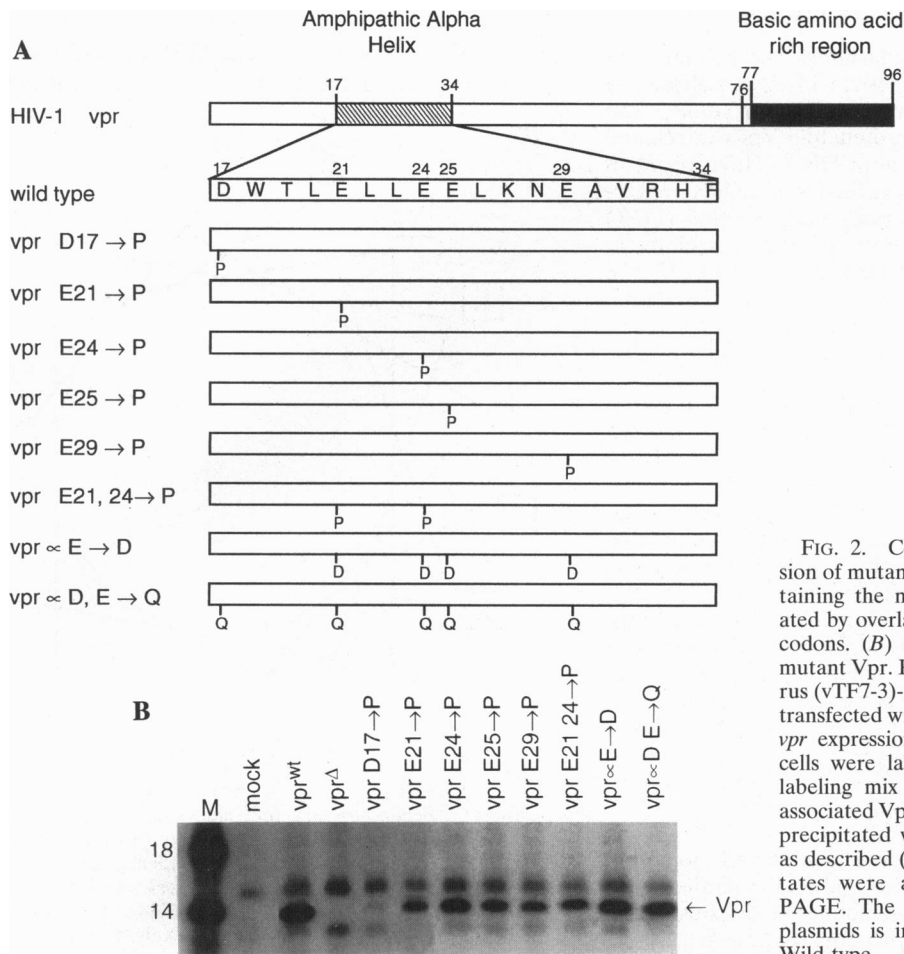 A
Amphipathic Alpha
Helix
Basic amino acid
rich region
17 34 76 77 96
HIV-1 vpr
17 21 24 25 29 34
wild type D W T L E L L E E L K N E A V R H F
vpr D17 → P
P
vpr E21 → P
P
vpr E24 → P
P
vpr E25 → P
P
vpr E29 → P
P
vpr E21, 24→ P
P P
vpr ∝ E → D
D D D D
vpr ∝ D, E → Q
Q Q Q Q Q
B
M
mock
vprwt
vprΔ
vpr D17→P
vpr E21→P
vpr E24→P
vpr E25→P
vpr E29→P
vpr E21 24→P
vpr∝E→D
vpr∝D E→Q
18
14
← Vpr
FIG. 2. C
sion of mutan
taining the n
ated by overla
codons. (B)
mutant Vpr. H
rus (vTF7-3)-
transfected w
vpr expression
cells were la
labeling mix
associated Vp
precipitated v
as described (
tates were a
PAGE. The
plasmids is in